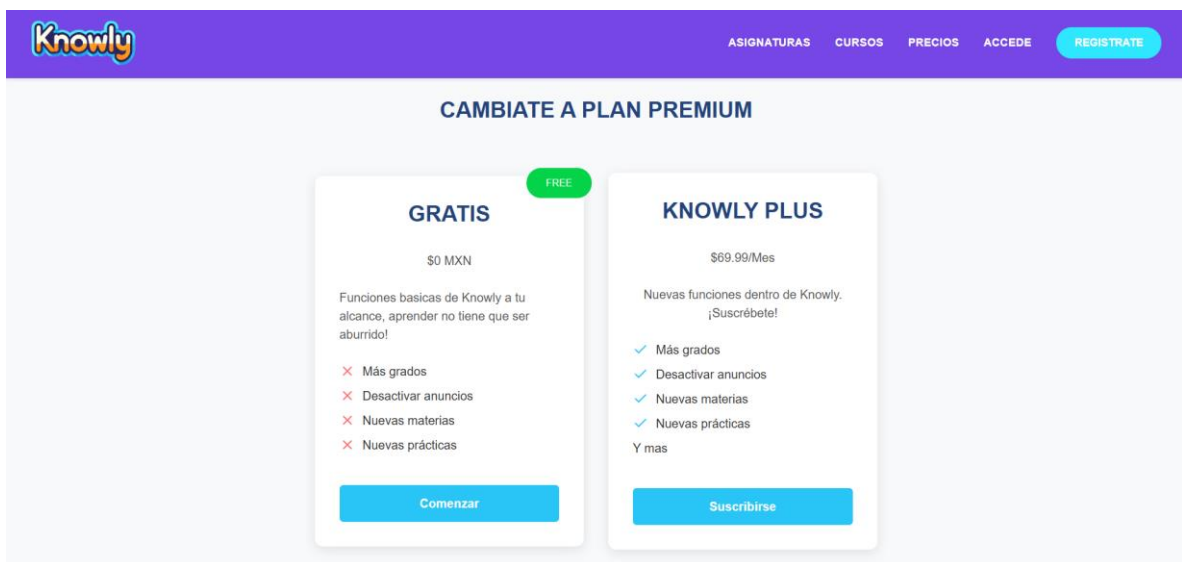 Knowly
ASIGNATURAS CURSOS PRECIOS ACCEDE REGISTRATE
CAMBIATE A PLAN PREMIUM
FREE
GRATIS
$0 MXN
Funciones basicas de Knowly a tu
alcance, aprender no tiene que ser
aburrido!
Más grados
Desactivar anuncios
Nuevas materias
Nuevas prácticas
Comenzar
KNOWLY PLUS
$69.99/Mes
Nuevas funciones dentro de Knowly.
¡Suscrébete!
Más grados
Desactivar anuncios
Nuevas materias
Nuevas prácticas
Y mas
Suscribirse